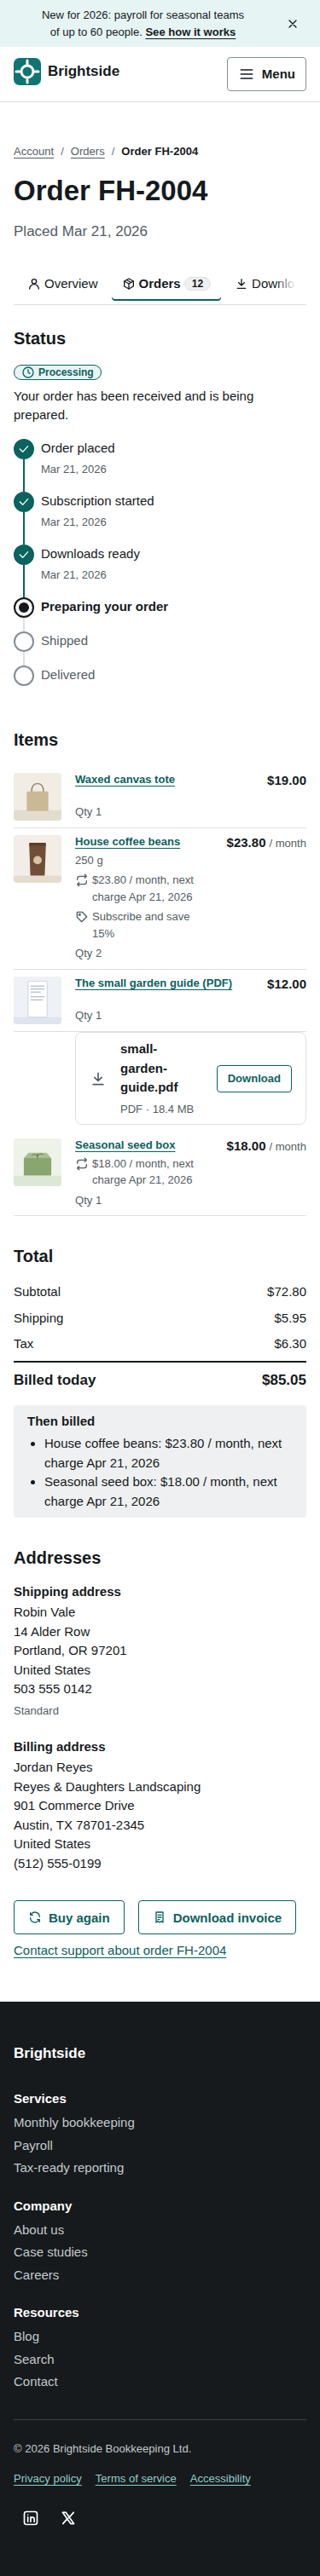 New for 2026: payroll for seasonal teams
of up to 60 people. See how it works
Brightside
Menu
Account / Orders / Order FH-2004
Order FH-2004
Placed Mar 21, 2026
Overview Orders 12 Downlo
Status
Processing
Your order has been received and is being
prepared.
Order placed
Mar 21, 2026
Subscription started
Mar 21, 2026
Downloads ready
Mar 21, 2026
Preparing your order
Shipped
Delivered
Items
Waxed canvas tote $19.00
Qty 1
House coffee beans $23.80 / month
250 g
$23.80 / month, next
charge Apr 21, 2026
Subscribe and save
15%
Qty 2
The small garden guide (PDF) $12.00
Qty 1
small-
garden-
guide.pdf
PDF · 18.4 MB
Download
Seasonal seed box $18.00 / month
$18.00 / month, next
charge Apr 21, 2026
Qty 1
Total
Subtotal $72.80
Shipping $5.95
Tax $6.30
Billed today $85.05
Then billed
• House coffee beans: $23.80 / month, next
charge Apr 21, 2026
• Seasonal seed box: $18.00 / month, next
charge Apr 21, 2026
Addresses
Shipping address
Robin Vale
14 Alder Row
Portland, OR 97201
United States
503 555 0142
Standard
Billing address
Jordan Reyes
Reyes & Daughters Landscaping
901 Commerce Drive
Austin, TX 78701-2345
United States
(512) 555-0199
Buy again Download invoice
Contact support about order FH-2004
Brightside
Services
Monthly bookkeeping
Payroll
Tax-ready reporting
Company
About us
Case studies
Careers
Resources
Blog
Search
Contact
© 2026 Brightside Bookkeeping Ltd.
Privacy policy Terms of service Accessibility